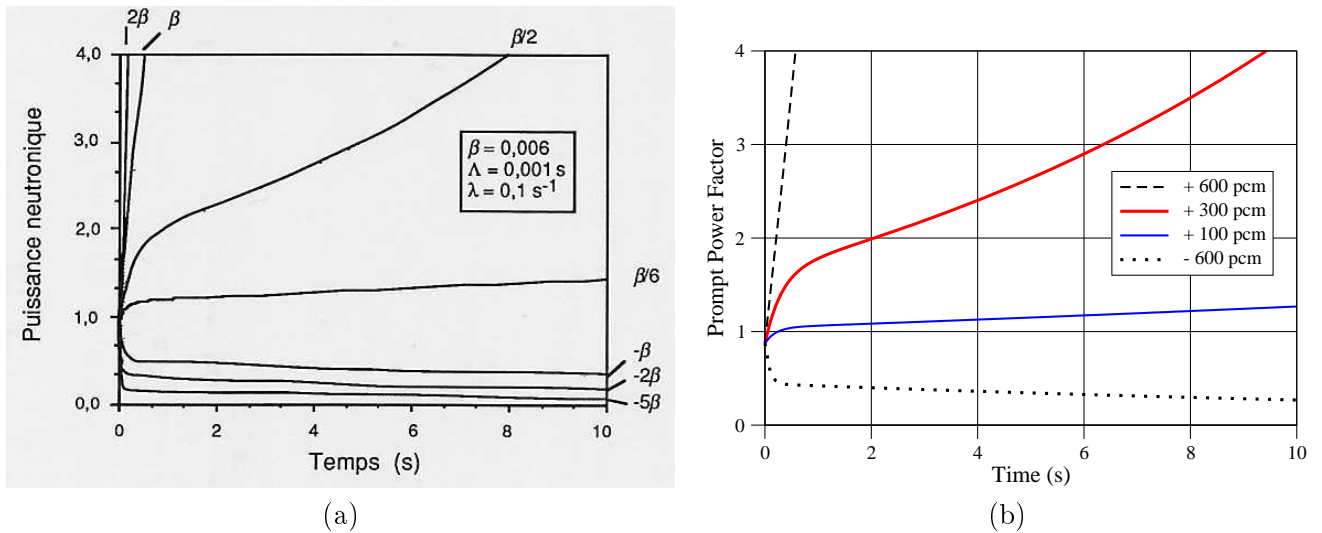 2β β
β/2
4,0
3,0
2,0
1,0
0,0
Puissance neutronique
β = 0,006
Λ = 0,001 s
λ = 0,1 s-1
β/6
-β
-2β
-5β
0 2 4 6 8 10
Temps (s)
(a)
4
3
2
1
0
Prompt Power Factor
+ 600 pcm
+ 300 pcm
+ 100 pcm
- 600 pcm
0 2 4 6 8 10
Time (s)
(b)